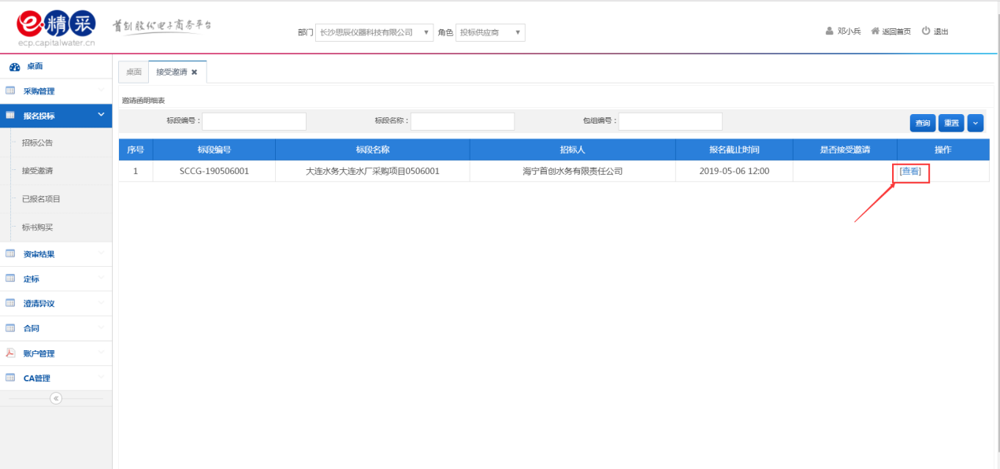 e精采
ecp.capitalwater.cn
首创股份电子商务平台
部门 长沙思辰仪器科技有限公司 ▼ 角色 投标供应商 ▼
邓小兵 返回首页 退出
桌面
采购管理
报名投标
招标公告
接受邀请
已报名项目
标书购买
资审结果
定标
澄清异议
合同
账户管理
CA管理
桌面 接受邀请 ✖
邀请函明细表
标段编号： 标段名称： 包组编号： 查询 重置
序号 标段编号 标段名称 招标人 报名截止时间 是否接受邀请 操作
1 SCCG-190506001 大连水务大连水厂采购项目0506001 海宁首创水务有限责任公司 2019-05-06 12:00 [查看]